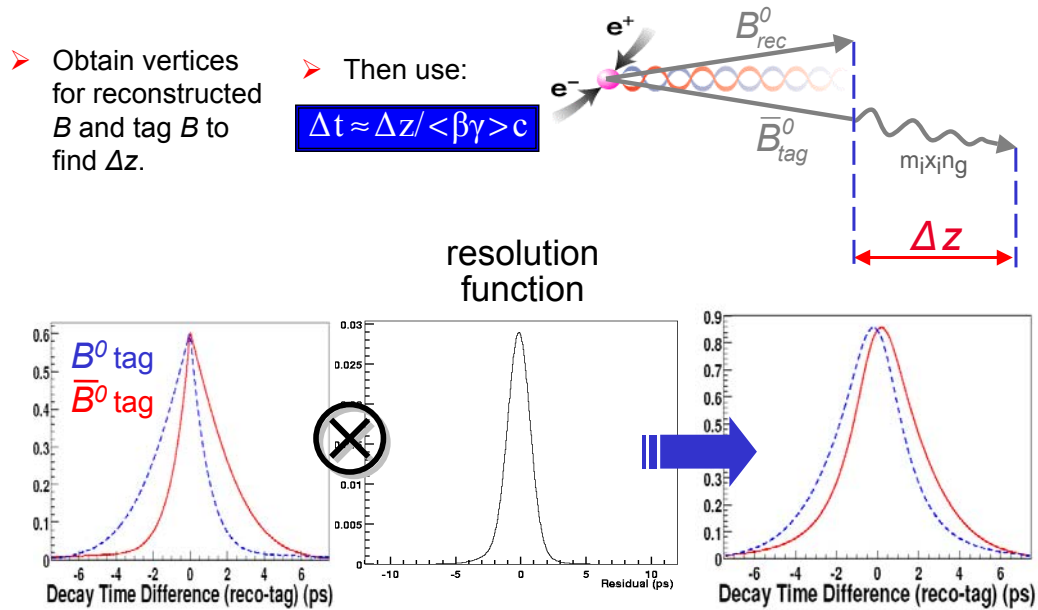 ➢ Obtain vertices
for reconstructed
B and tag B to
find Δz.
➢ Then use:
Δt ≈ Δz/<βγ>c
e⁺
e⁻
B⁰rec
B̅⁰tag
mᵢxᵢn_g
Δz
resolution
function
0.6
0.5
0.4
0.3
0.2
0.1
0
B⁰ tag
B̅⁰ tag
-6 -4 -2 0 2 4 6
Decay Time Difference (reco-tag) (ps)
0.03
0.025
0.01
0.005
0
-10 -5 0 5 10
Residual (ps)
0.9
0.8
0.7
0.6
0.5
0.4
0.3
0.2
0.1
0
-6 -4 -2 0 2 4 6
Decay Time Difference (reco-tag) (ps)